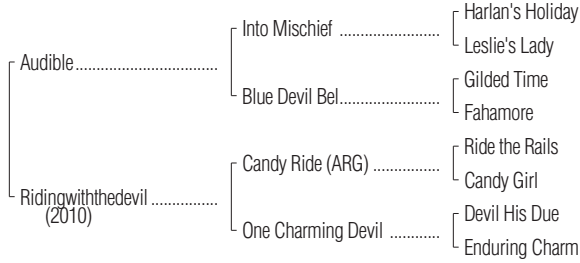 Harlan's Holiday
Into Mischief ....................
Leslie's Lady
Audible.................................
Gilded Time
Blue Devil Bel.......................
Fahamore
Ride the Rails
Candy Ride (ARG) ................
Candy Girl
Ridingwiththedevil ...............
(2010)
Devil His Due
One Charming Devil ............
Enduring Charm